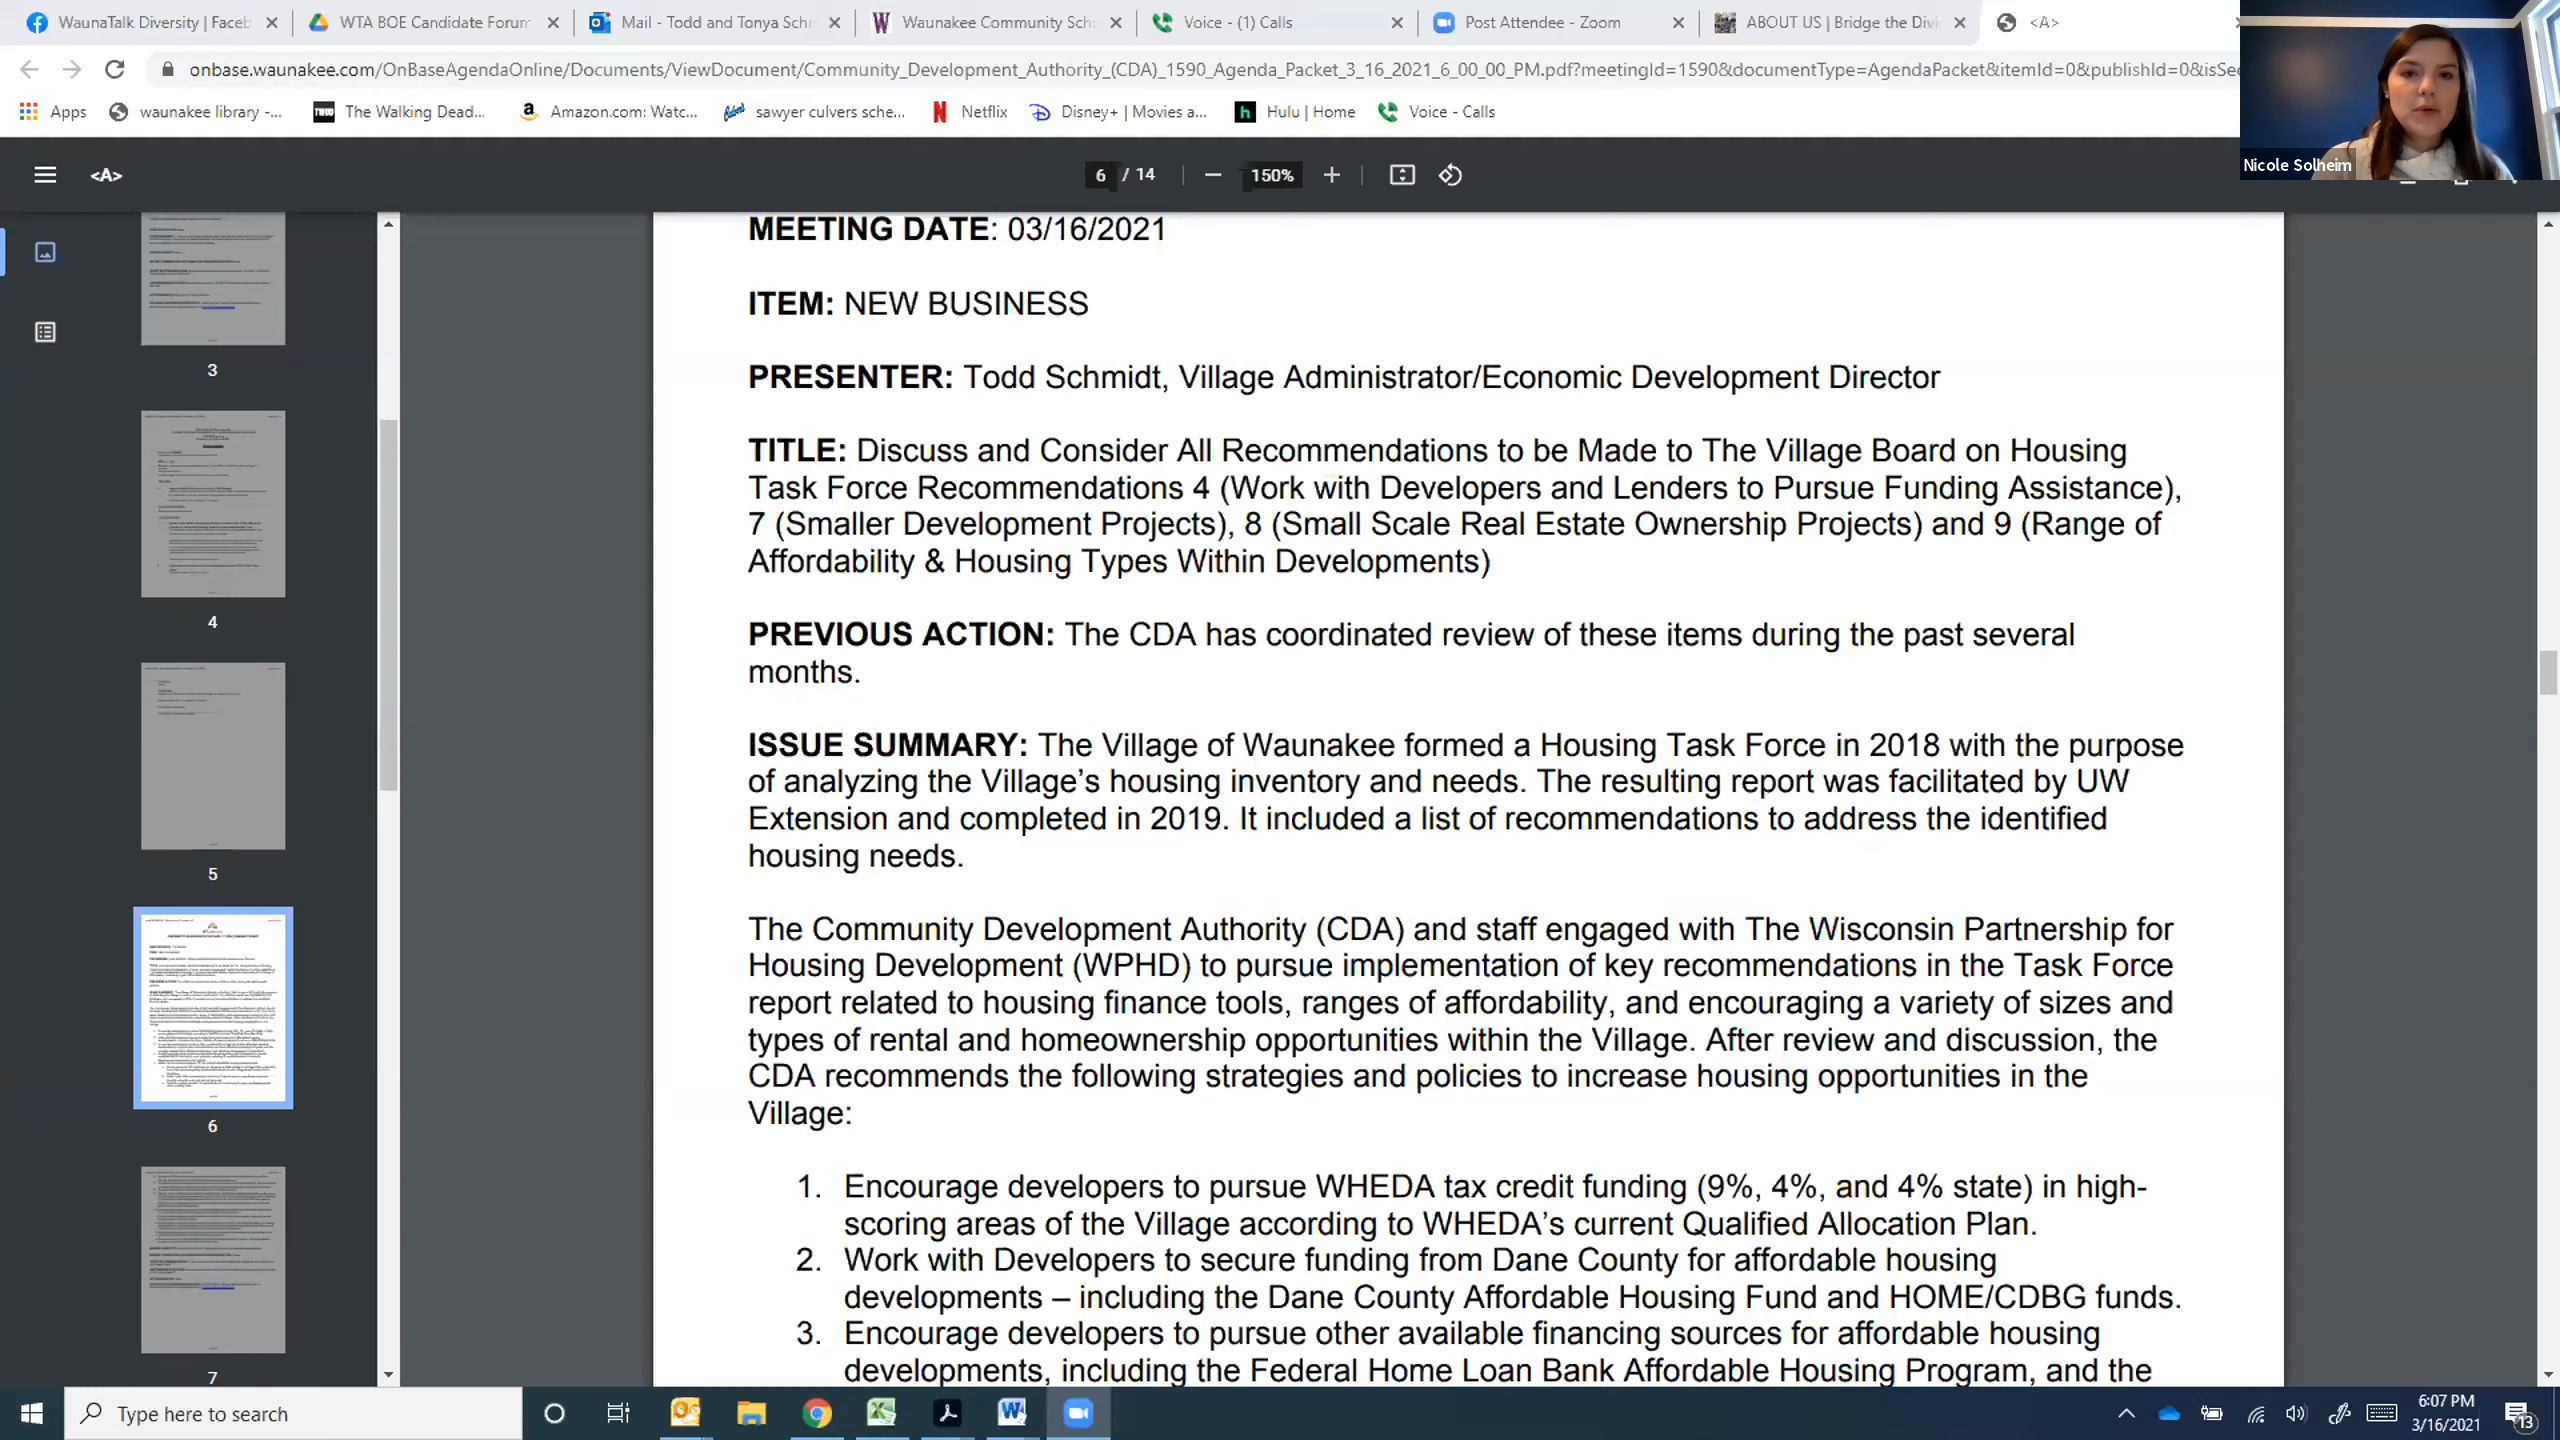 WaunaTalk Diversity | Faceb
WTA BOE Candidate Forum
Mail - Todd and Tonya Schm
Waunakee Community Sch
Voice - (1) Calls
Post Attendee - Zoom
ABOUT US | Bridge the Divi
<A>
onbase.waunakee.com/OnBaseAgendaOnline/Documents/ViewDocument/Community_Development_Authority_(CDA)_1590_Agenda_Packet_3_16_2021_6_00_00_PM.pdf?meetingId=1590&documentType=AgendaPacket&itemId=0&publishId=0&isSec
Apps
waunakee library -...
The Walking Dead...
Amazon.com: Watc...
sawyer culvers sche...
Netflix
Disney+ | Movies a...
Hulu | Home
Voice - Calls
Nicole Solheim
<A>
6 / 14
150%
3
4
5
6
7
MEETING DATE: 03/16/2021
ITEM: NEW BUSINESS
PRESENTER: Todd Schmidt, Village Administrator/Economic Development Director
TITLE: Discuss and Consider All Recommendations to be Made to The Village Board on Housing
Task Force Recommendations 4 (Work with Developers and Lenders to Pursue Funding Assistance),
7 (Smaller Development Projects), 8 (Small Scale Real Estate Ownership Projects) and 9 (Range of
Affordability & Housing Types Within Developments)
PREVIOUS ACTION: The CDA has coordinated review of these items during the past several
months.
ISSUE SUMMARY: The Village of Waunakee formed a Housing Task Force in 2018 with the purpose
of analyzing the Village’s housing inventory and needs. The resulting report was facilitated by UW
Extension and completed in 2019. It included a list of recommendations to address the identified
housing needs.
The Community Development Authority (CDA) and staff engaged with The Wisconsin Partnership for
Housing Development (WPHD) to pursue implementation of key recommendations in the Task Force
report related to housing finance tools, ranges of affordability, and encouraging a variety of sizes and
types of rental and homeownership opportunities within the Village. After review and discussion, the
CDA recommends the following strategies and policies to increase housing opportunities in the
Village:
1. Encourage developers to pursue WHEDA tax credit funding (9%, 4%, and 4% state) in high-
scoring areas of the Village according to WHEDA’s current Qualified Allocation Plan.
2. Work with Developers to secure funding from Dane County for affordable housing
developments – including the Dane County Affordable Housing Fund and HOME/CDBG funds.
3. Encourage developers to pursue other available financing sources for affordable housing
developments, including the Federal Home Loan Bank Affordable Housing Program, and the
Type here to search
6:07 PM
3/16/2021
13